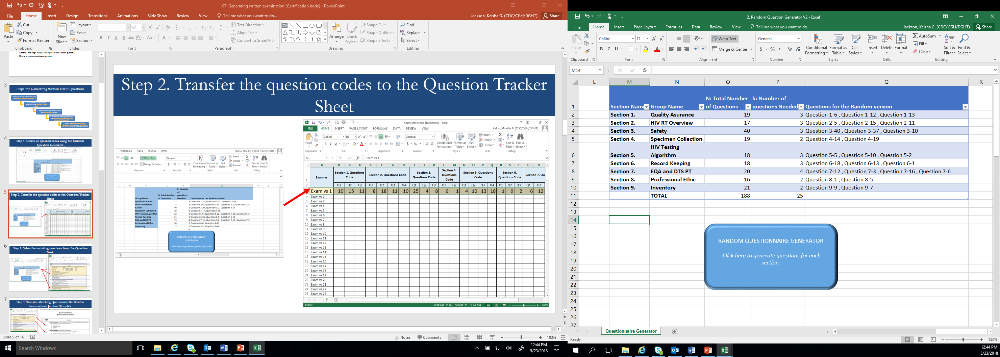 07. Generating written examination (Certification body) - PowerPoint
File Home Insert Design Transitions Animations Slide Show Review View Tell me what you want to do... Jackson, Keisha G. (CDC/CGH/DGHT) Share
Paste Cut Copy Format Painter
Clipboard
New Slide Layout Reset Section
Slides
32
Font
Text Direction Align Text Convert to SmartArt
Paragraph
Arrange Quick Styles Shape Fill Shape Outline Shape Effects
Drawing
Find Replace Select
Editing
– Describe the steps for generating the written exam questions
– Create a written examination packet
3
Steps for Generating Written Exam Questions
4
Step 1. Create 25 question codes using the Random Question Generator
5
Step 2. Transfer the question codes to the Question Tracker Sheet
6
Step 3. Select the matching questions from the Question Bank
Page 2
7
Step 4. Transfer Matching Questions to the Written Examination Question Template
Page 2
Step 2. Transfer the question codes to the Question Tracker
Sheet
FORMULAS DATA REVIEW VIEW Kalou, Mireille B. (CDC/CGH/DGHT)
Wrap Text General Merge & Center Conditional Formatting Format as Table Cell Styles Insert Delete Format Sort & Filter Find & Select
Alignment Number Styles Cells Editing
L M N O P Q R S T
Group Name N: Total Number of Questions k: Number of questions Needed Questions for the Random version
Quality Asurance 21 3 Question 1-15 , Question 1-12 , Question 1-13
HIV RT Overview 18 3 Question 2-6 , Question 2-14 , Question 2-1 , Question 2-15
Safety 40 3 Question 3-29 , Question 3-2 , Question 3-17
Specimen Collection 19 2 Question 4-17 , Question 4-16
HIV Testing Algorithm 22 3 Question 5-9 , Question 5-22 , Question 5-20 , Question 5-2
Record Keeping 21 3 Question 6-20 , Question 6-8 , Question 6-12
EQA and DTS PT 19 4 Question 7-15 , Question 7-2 , Question 7-12 , Question 7-9
Professional Ethic 20 2 Question 8-6 , Question 8-13
Inventory 17 2 Question 9-5 , Question 9-14
25
RANDOM QUESTIONNAIRE GENERATOR
Click here to generate questions for each
Question codes Tracker.xlsx - Excel
FILE HOME INSERT PAGE LAYOUT FORMULAS DATA REVIEW VIEW Kalou, Mireille B. (CDC/CGH/DGHT)
Paste Calibri 16 General Conditional Formatting Format as Table Cell Styles Insert Delete Format Sort & Filter Find & Select
Clipboard Font Alignment Number Styles Cells Editing
A3 Exam vs 1
A B C D E F G H I J K L M N O P Q R S T U V
1 Exam vs Section 1. Questions Code Section 2. Questions Code Section 3. Questions Code Section 4. Questions Code Section 5. Questions Code Section 6. Questions Code Section 7. Qu
2 Q1 Q2 Q3 Q1 Q2 Q3 Q4 Q1 Q2 Q3 Q1 Q2 Q1 Q2 Q3 Q4 Q1 Q2 Q3 Q1 Q2
Exam vs 1 10 15 11 8 18 11 10 25 4 8 6 1 4 10 13 18 1 9 2 6 12
4 Exam vs 2
5 Exam vs 3
6 Exam vs 4
7 Exam vs 5
8 Exam vs 6
9 Exam vs 7
10 Exam vs 8
11 Exam vs 9
12 Exam vs 10
13 Exam vs 11
14 Exam vs 12
15 Exam vs 13
16 Exam vs 14
17 Exam vs 15
18 Exam vs 16
19 Exam vs 17
20 Exam vs 18
21 Exam vs 19
22 Exam vs 20
23 Exam vs 21
24 Exam vs 22
25 Exam vs 23
READY AVERAGE: 10.16 COUNT: 26 SUM: 254 100%
Slide 5 of 16 Notes Comments 103%
Search Windows
12:44 PM
5/23/2018
2. Random Question Generator V2 - Excel
File Home Insert Page Layout Formulas Data Review View Tell me what you want to do... Jackson, Keisha G. (CDC/CGH/DGHT) Share
Paste Calibri 11 Wrap Text Merge & Center General Conditional Formatting Format as Table Cell Styles Insert Delete Format AutoSum Fill Clear Sort & Filter Find & Select
Clipboard Font Alignment Number Styles Cells Editing
M14
L M N O P Q R
1 Section Nam Group Name N: Total Number of Questions k: Number of questions Needed Questions for the Random version
2 Section 1. Quality Asurance 19 3 Question 1-6 , Question 1-12 , Question 1-13
3 Section 2. HIV RT Overview 17 3 Question 2-5 , Question 2-15 , Question 2-11
4 Section 3. Safety 40 3 Question 3-40 , Question 3-37 , Question 3-10
5 Section 4. Specimen Collection 19 2 Question 4-14 , Question 4-19
6 Section 5. HIV Testing Algorithm 18 3 Question 5-5 , Question 5-10 , Question 5-2
7 Section 6. Record Keeping 18 3 Question 6-18 , Question 6-13 , Question 6-1
8 Section 7. EQA and DTS PT 20 4 Question 7-12 , Question 7-3 , Question 7-16 , Question 7-6
9 Section 8. Professional Ethic 16 2 Question 8-1 , Question 8-5
10 Section 9. Inventory 21 2 Question 9-9 , Question 9-7
11 TOTAL 188 25
12
13
14
15
16
17
18
19
20
21
22
23
24
25
26
27
RANDOM QUESTIONNAIRE GENERATOR
Click here to generate questions for each
section.
Questionnaire Generator
Ready 120%
12:44 PM
5/23/2018